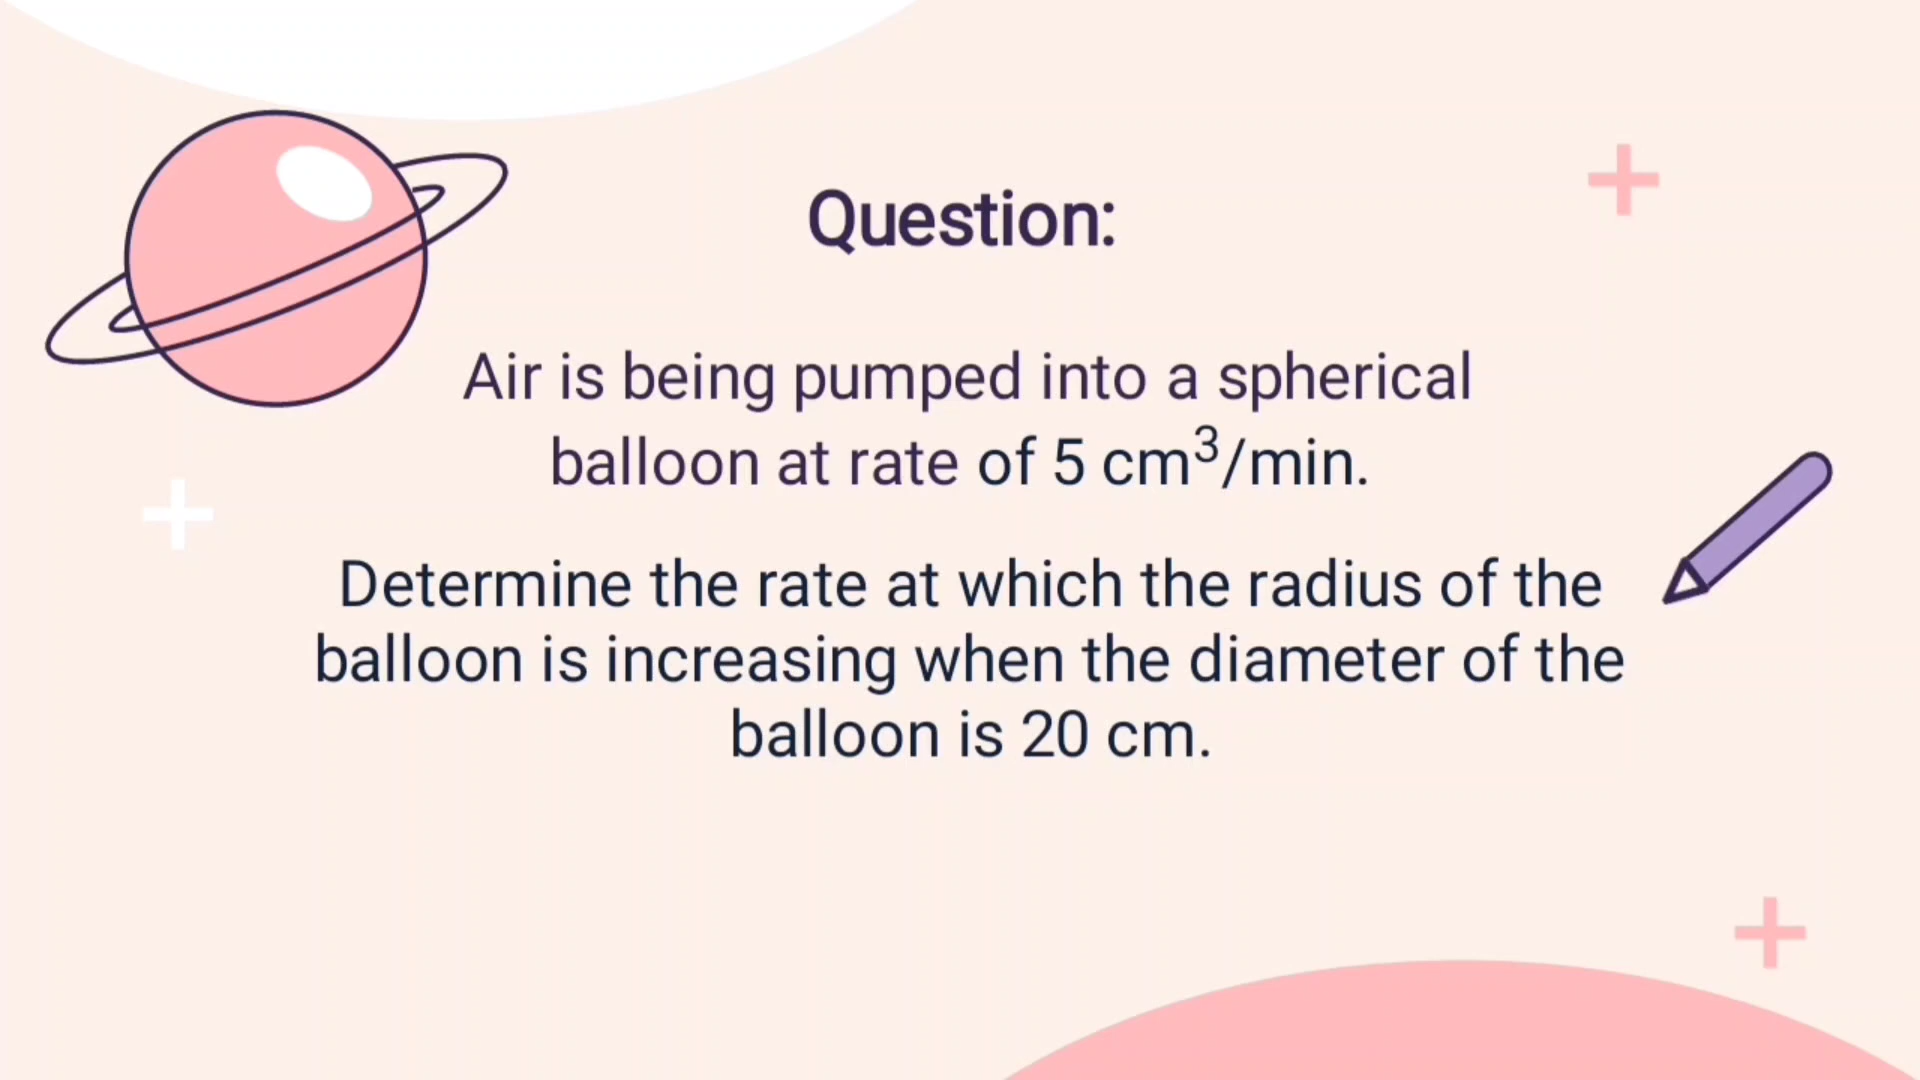 Question:
Air is being pumped into a spherical
balloon at rate of 5 cm³/min.
Determine the rate at which the radius of the
balloon is increasing when the diameter of the
balloon is 20 cm.